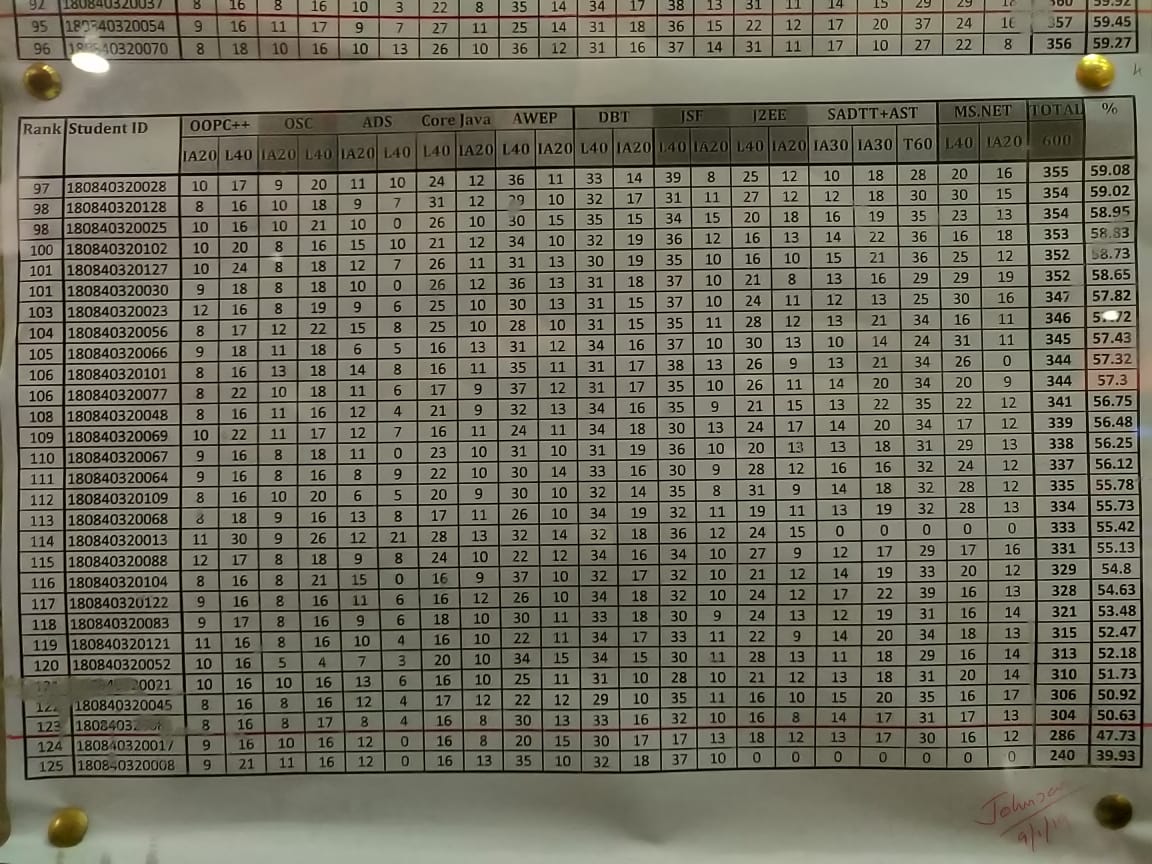 92 180840320037 8 16 8 16 10 3 22 8 35 14 34 17 38 13 31 11 14 15 29 29 360 59.92
95 180320054 9 16 11 17 9 7 27 11 25 14 31 18 36 15 22 12 17 20 37 24 16 357 59.45
96 40320070 8 18 10 16 10 13 26 10 36 12 31 16 37 14 31 11 17 10 27 22 8 356 59.27
Rank Student ID OOPC++ OSC ADS Core Java AWEP DBT JSF J2EE SADTT+AST MS.NET TOTAL %
IA20 L40 IA20 L40 IA20 L40 L40 IA20 L40 IA20 L40 IA20 L40 IA20 L40 IA20 IA30 IA30 T60 L40 IA20 600
97 180840320028 10 17 9 20 11 10 24 12 36 11 33 14 39 8 25 12 10 18 28 20 16 355 59.08
98 180840320128 8 16 10 18 9 7 31 12 29 10 32 17 31 11 27 12 12 18 30 30 15 354 59.02
98 180840320025 10 16 10 21 10 0 26 10 30 15 35 15 34 15 20 18 16 19 35 23 13 354 58.95
100 180840320102 10 20 8 16 15 10 21 12 34 10 32 19 36 12 16 13 14 22 36 16 18 353 58.83
101 180840320127 10 24 8 18 12 7 26 11 31 13 30 19 35 10 16 10 15 21 36 25 12 352 58.73
101 180840320030 9 18 8 18 10 0 26 12 36 13 31 18 37 10 21 8 13 16 29 29 19 352 58.65
103 180840320023 12 16 8 19 9 6 25 10 30 13 31 15 37 10 24 11 12 13 25 30 16 347 57.82
104 180840320056 8 17 12 22 15 8 25 10 28 10 31 15 35 11 28 12 13 21 34 16 11 346
105 180840320066 9 18 11 18 6 5 16 13 31 12 34 16 37 10 30 13 10 14 24 31 11 345 57.43
106 180840320101 8 16 13 18 14 8 16 11 35 11 31 17 38 13 26 9 13 21 34 26 0 344 57.32
106 180840320077 8 22 10 18 11 6 17 9 37 12 31 17 35 10 26 11 14 20 34 20 9 344 57.3
108 180840320048 8 16 11 16 12 4 21 9 32 13 34 16 35 9 21 15 13 22 35 22 12 341 56.75
109 180840320069 10 22 11 17 12 7 16 11 24 11 34 18 30 13 24 17 14 20 34 17 12 339 56.48
110 180840320067 9 16 8 18 11 0 23 10 31 10 31 19 36 10 20 13 13 18 31 29 13 338 56.25
111 180840320064 9 16 8 16 8 9 22 10 30 14 33 16 30 9 28 12 16 16 32 24 12 337 56.12
112 180840320109 8 16 10 20 6 5 20 9 30 10 32 14 35 8 31 9 14 18 32 28 12 335 55.78
113 180840320068 8 18 9 16 13 8 17 11 26 10 34 19 32 11 19 11 13 19 32 28 13 334 55.73
114 180840320013 11 30 9 26 12 21 28 13 32 14 32 18 36 12 24 15 0 0 0 0 0 333 55.42
115 180840320088 12 17 8 18 9 8 24 10 22 12 34 16 34 10 27 9 12 17 29 17 16 331 55.13
116 180840320104 8 16 8 21 15 0 16 9 37 10 32 17 32 10 21 12 14 19 33 20 12 329 54.8
117 180840320122 9 16 8 16 11 6 16 12 26 10 34 18 32 10 24 12 17 22 39 16 13 328 54.63
118 180840320083 9 17 8 16 9 6 18 10 30 11 33 18 30 9 24 13 12 19 31 16 14 321 53.48
119 180840320121 11 16 8 16 10 4 16 10 22 11 34 17 33 11 22 9 14 20 34 18 13 315 52.47
120 180840320052 10 16 5 4 7 3 20 10 34 15 34 15 30 11 28 13 11 18 29 16 14 313 52.18
20021 10 16 10 16 13 6 16 10 25 11 31 10 28 10 21 12 13 18 31 20 14 310 51.73
122 180840320045 8 16 8 16 12 4 17 12 22 12 29 10 35 11 16 10 15 20 35 16 17 306 50.92
123 8 16 8 17 8 4 16 8 30 13 33 16 32 10 16 8 14 17 31 17 13 304 50.63
124 180840320017 9 16 10 16 12 0 16 8 20 15 30 17 17 13 18 12 13 17 30 16 12 286 47.73
125 180840320008 9 21 11 16 12 0 16 13 35 10 32 18 37 10 0 0 0 0 0 0 0 240 39.93